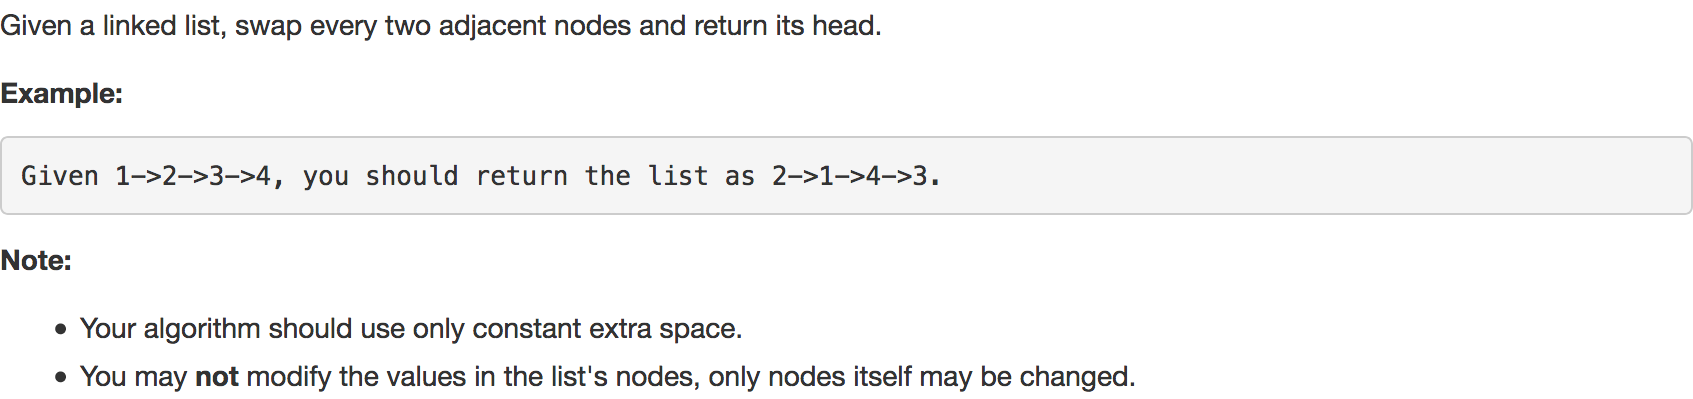 Given a linked list, swap every two adjacent nodes and return its head.
Example:
Given 1->2->3->4, you should return the list as 2->1->4->3.
Note:
• Your algorithm should use only constant extra space.
• You may not modify the values in the list's nodes, only nodes itself may be changed.